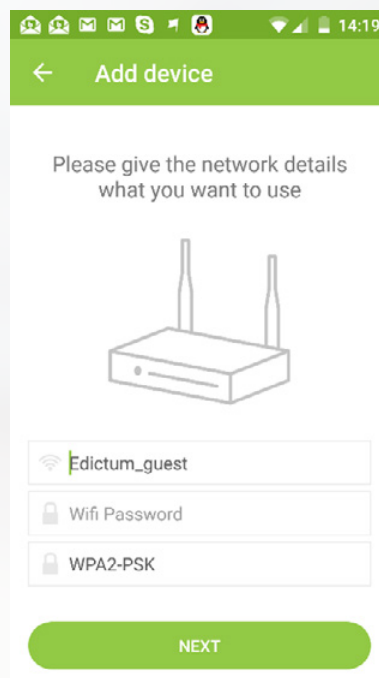 14:19
Add device
Please give the network details
what you want to use
Edictum_guest
Wifi Password
WPA2-PSK
NEXT